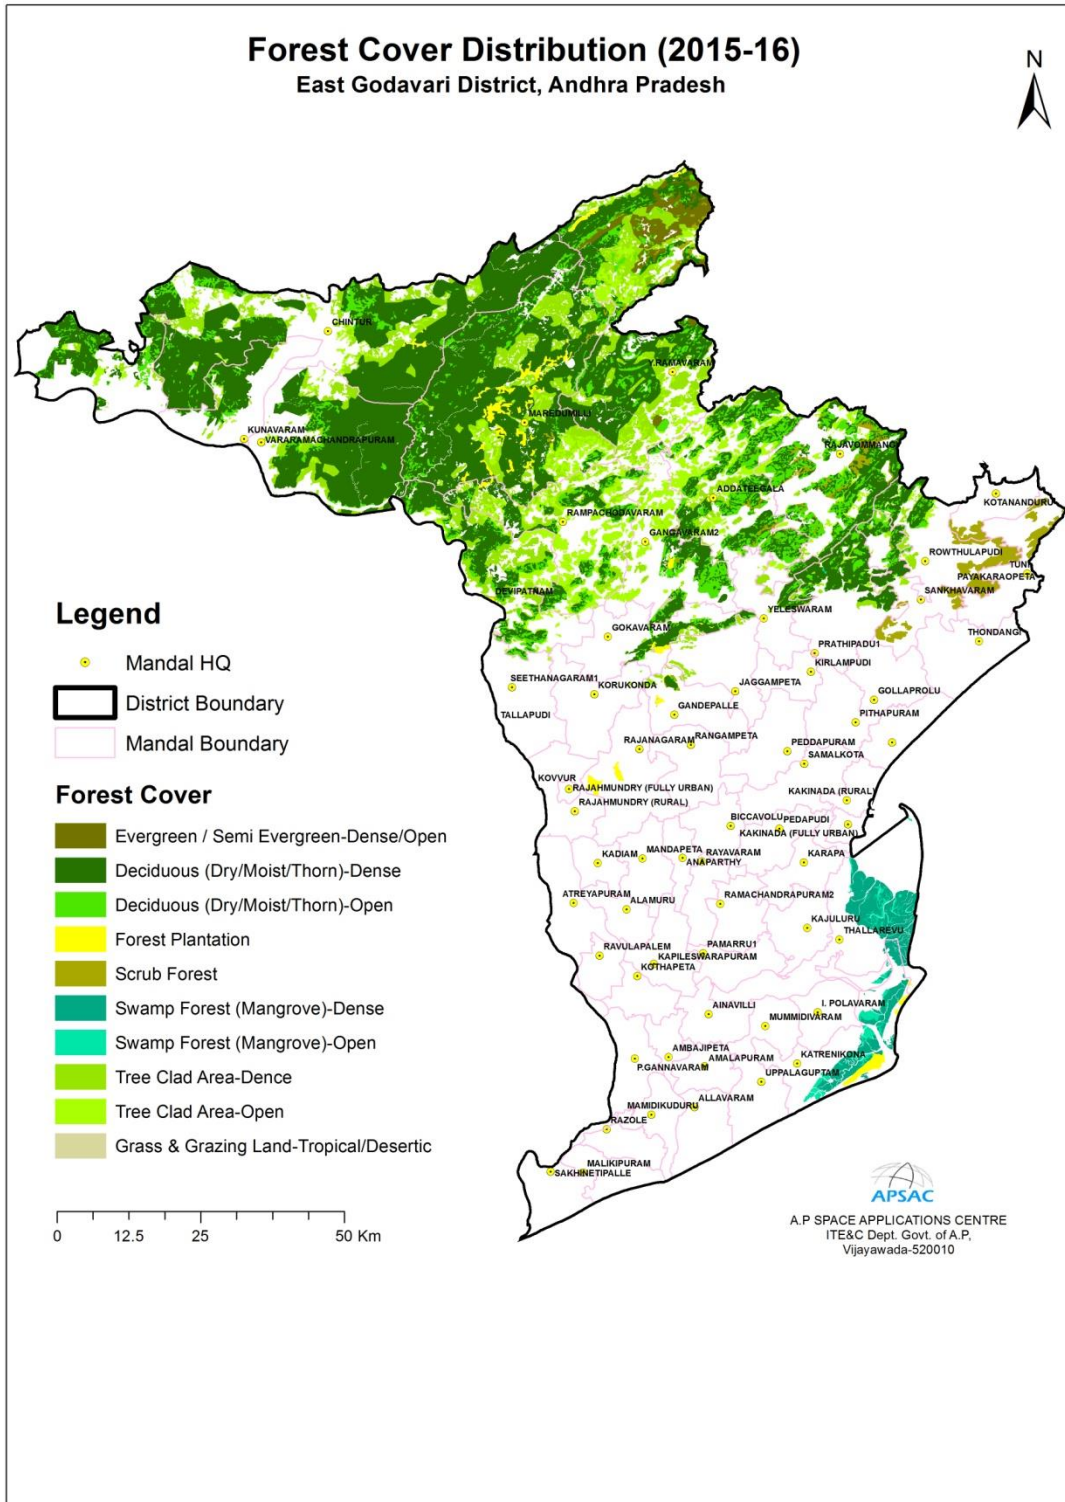 Forest Cover Distribution (2015-16)
East Godavari District, Andhra Pradesh
N
CHINTUR
Y.RAMAVARAM
MAREDUMILLI
KUNAVARAM
VARARAMACHANDRAPURAM
RAJAVOMMANGI
ADDATEEGALA
KOTANANDURU
RAMPACHODAVARAM
GANGAVARAM2
ROWTHULAPUDI
TUNI
PAYAKARAOPETA
SANKHAVARAM
DEVIPATNAM
YELESWARAM
GOKAVARAM
THONDANGI
PRATHIPADU1
KIRLAMPUDI
SEETHANAGARAM1
KORUKONDA
JAGGAMPETA
GOLLAPROLU
TALLAPUDI
GANDEPALLE
PITHAPURAM
RAJANAGARAM
RANGAMPETA
PEDDAPURAM
SAMALKOTA
KOVVUR
RAJAHMUNDRY (FULLY URBAN)
KAKINADA (RURAL)
RAJAHMUNDRY (RURAL)
BICCAVOLU
PEDAPUDI
KAKINADA (FULLY URBAN)
KADIAM
MANDAPETA
RAYAVARAM
ANAPARTHY
KARAPA
ATREYAPURAM
ALAMURU
RAMACHANDRAPURAM2
KAJULURU
THALLAREVU
RAVULAPALEM
PAMARRU1
KAPILESWARAPURAM
KOTHAPETA
AINAVILLI
I. POLAVARAM
MUMMIDIVARAM
AMBAJIPETA
P.GANNAVARAM
AMALAPURAM
KATRENIKONA
UPPALAGUPTAM
MAMIDIKUDURU
ALLAVARAM
RAZOLE
MALIKIPURAM
SAKHINETIPALLE
Legend
Mandal HQ
District Boundary
Mandal Boundary
Forest Cover
Evergreen / Semi Evergreen-Dense/Open
Deciduous (Dry/Moist/Thorn)-Dense
Deciduous (Dry/Moist/Thorn)-Open
Forest Plantation
Scrub Forest
Swamp Forest (Mangrove)-Dense
Swamp Forest (Mangrove)-Open
Tree Clad Area-Dence
Tree Clad Area-Open
Grass & Grazing Land-Tropical/Desertic
0 12.5 25 50 Km
APSAC
A.P SPACE APPLICATIONS CENTRE
ITE&C Dept. Govt. of A.P,
Vijayawada-520010